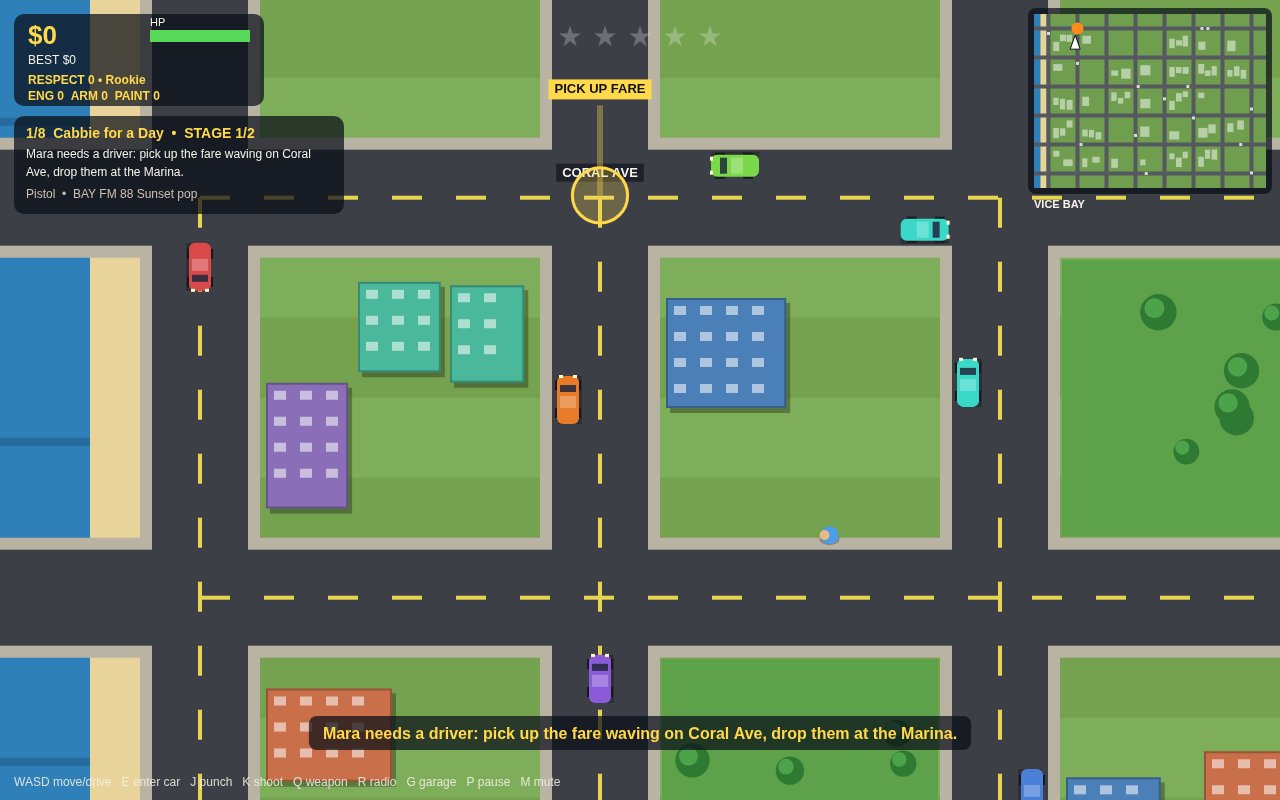 $0
HP
BEST $0
RESPECT 0 • Rookie
ENG 0 ARM 0 PAINT 0
1/8 Cabbie for a Day • STAGE 1/2
Mara needs a driver: pick up the fare waving on Coral
Ave, drop them at the Marina.
Pistol • BAY FM 88 Sunset pop
PICK UP FARE
CORAL AVE
VICE BAY
Mara needs a driver: pick up the fare waving on Coral Ave, drop them at the Marina.
WASD move/drive E enter car J punch K shoot Q weapon R radio G garage P pause M mute